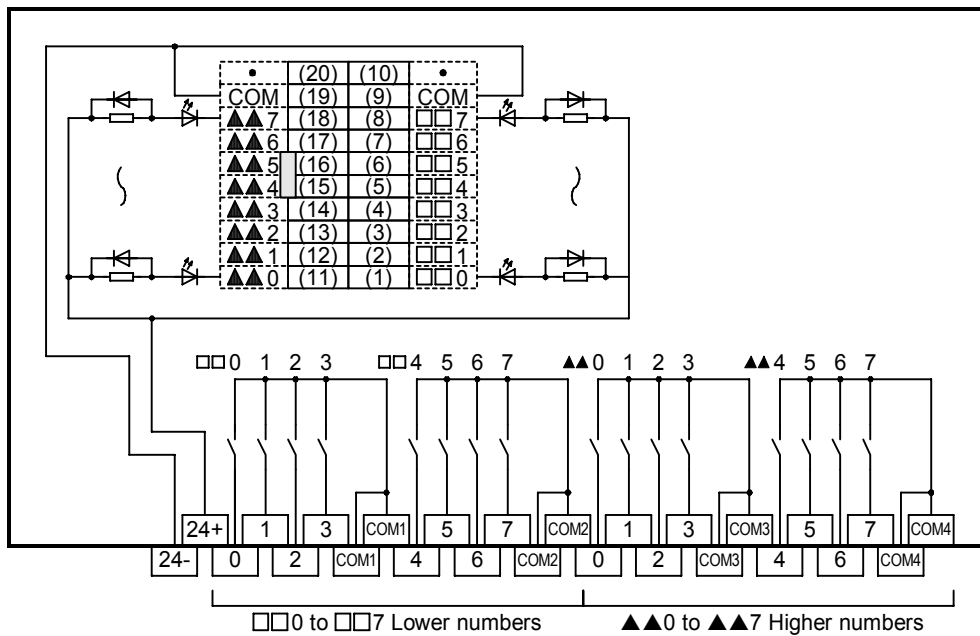 • (20) (10) •
COM (19) (9) COM
▲▲7 (18) (8) □□7
▲▲6 (17) (7) □□6
▲▲5 (16) (6) □□5
▲▲4 (15) (5) □□4
▲▲3 (14) (4) □□3
▲▲2 (13) (3) □□2
▲▲1 (12) (2) □□1
▲▲0 (11) (1) □□0
□□0 1 2 3 □□4 5 6 7 ▲▲0 1 2 3 ▲▲4 5 6 7
24+ 1 3 COM1 5 7 COM2 1 3 COM3 5 7 COM4
24- 0 2 COM1 4 6 COM2 0 2 COM3 4 6 COM4
□□0 to □□7 Lower numbers ▲▲0 to ▲▲7 Higher numbers